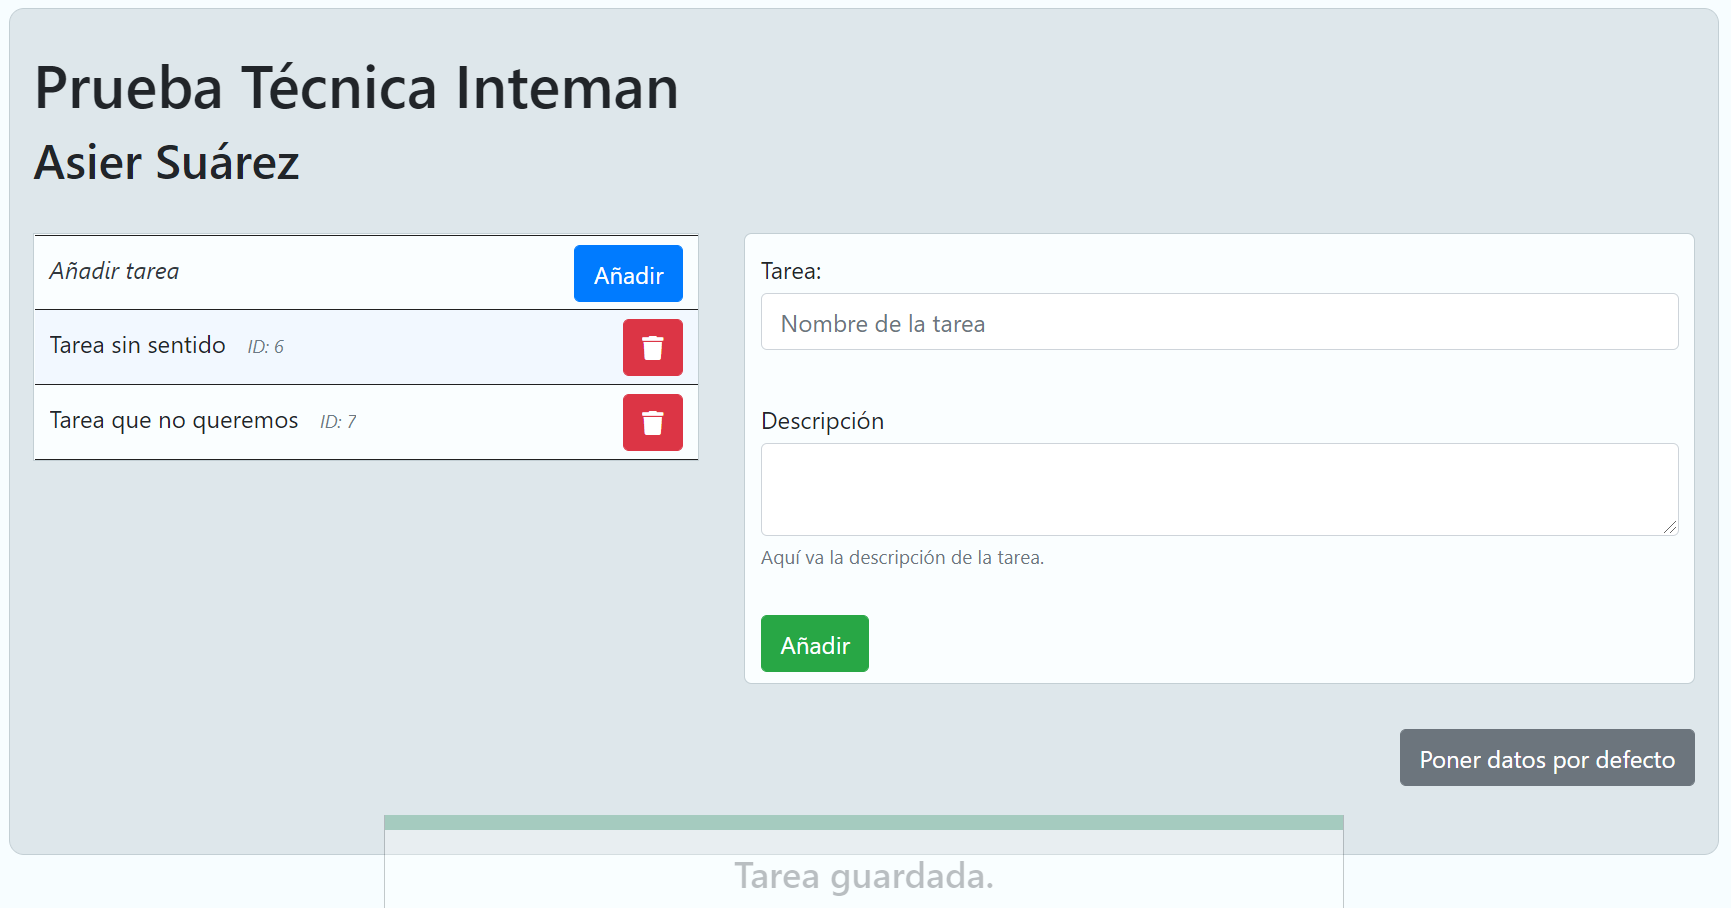 Prueba Técnica Inteman
Asier Suárez
Añadir tarea
Añadir
Tarea sin sentido ID: 6
Tarea que no queremos ID: 7
Tarea:
Nombre de la tarea
Descripción
Aquí va la descripción de la tarea.
Añadir
Poner datos por defecto
Tarea guardada.